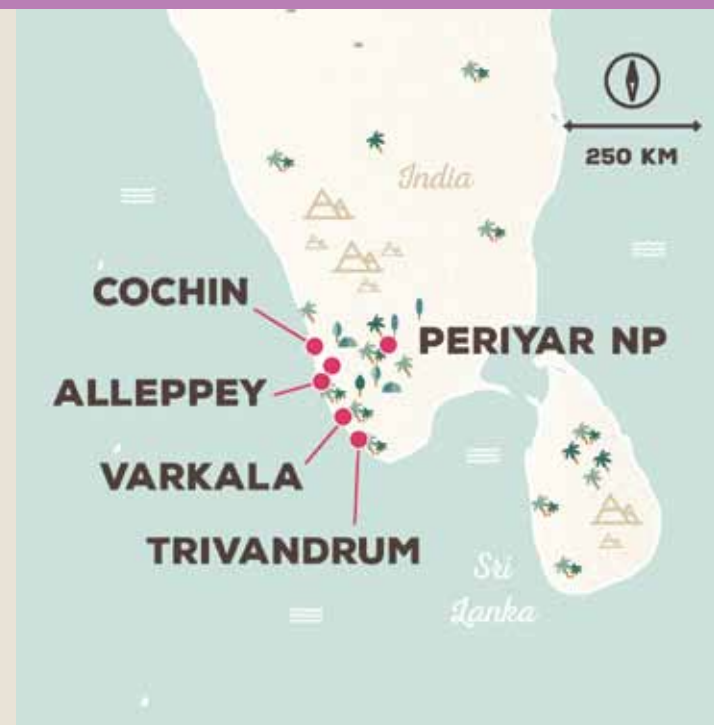 250 KM
India
COCHIN
PERIYAR NP
ALLEPPEY
VARKALA
TRIVANDRUM
Sri
Lanka